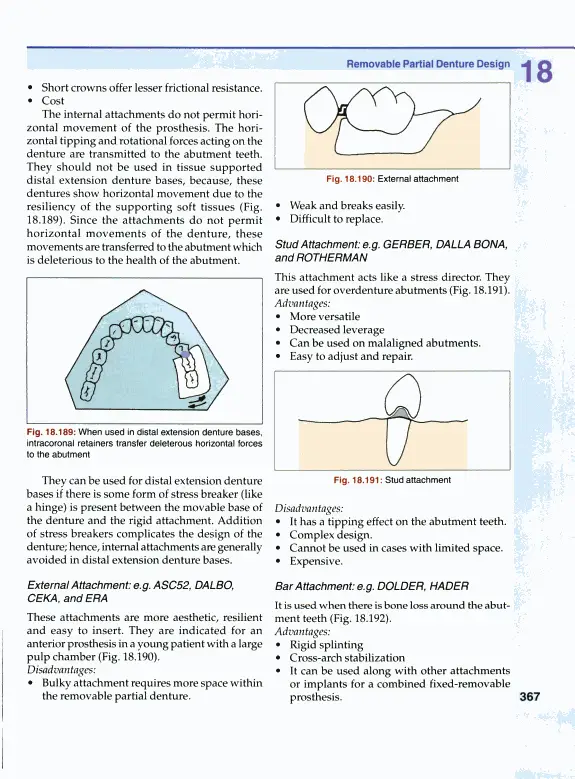 Removable Partial Denture Design
18
• Short crowns offer lesser frictional resistance.
• Cost
The internal attachments do not permit hori-
zontal movement of the prosthesis. The hori-
zontal tipping and rotational forces acting on the
denture are transmitted to the abutment teeth.
They should not be used in tissue supported
distal extension denture bases, because, these
dentures show horizontal movement due to the
resiliency of the supporting soft tissues (Fig.
18.189). Since the attachments do not permit
horizontal movements of the denture, these
movements are transferred to the abutment which
is deleterious to the health of the abutment.
Fig. 18.189: When used in distal extension denture bases,
intracoronal retainers transfer deleterous horizontal forces
to the abutment
They can be used for distal extension denture
bases if there is some form of stress breaker (like
a hinge) is present between the movable base of
the denture and the rigid attachment. Addition
of stress breakers complicates the design of the
denture; hence, internal attachments are generally
avoided in distal extension denture bases.
External Attachment: e.g. ASC52, DALBO,
CEKA, and ERA
These attachments are more aesthetic, resilient
and easy to insert. They are indicated for an
anterior prosthesis in a young patient with a large
pulp chamber (Fig. 18.190).
Disadvantages:
• Bulky attachment requires more space within
the removable partial denture.
Fig. 18.190: External attachment
• Weak and breaks easily.
• Difficult to replace.
Stud Attachment: e.g. GERBER, DALLA BONA,
and ROTHERMAN
This attachment acts like a stress director. They
are used for overdenture abutments (Fig. 18.191).
Advantages:
• More versatile
• Decreased leverage
• Can be used on malaligned abutments.
• Easy to adjust and repair.
Fig. 18.191: Stud attachment
Disadvantages:
• It has a tipping effect on the abutment teeth.
• Complex design.
• Cannot be used in cases with limited space.
• Expensive.
Bar Attachment: e.g. DOLDER, HADER
It is used when there is bone loss around the abut-
ment teeth (Fig. 18.192).
Advantages:
• Rigid splinting
• Cross-arch stabilization
• It can be used along with other attachments
or implants for a combined fixed-removable
prosthesis.
367